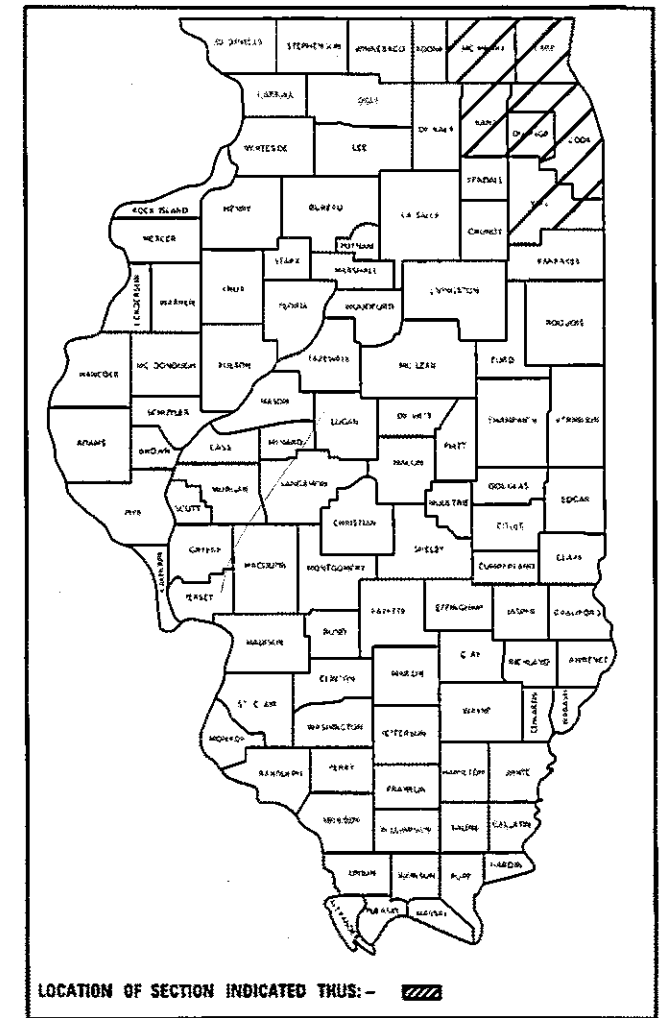 STEPHENSON
WINNEBAGO
BOONE
MC HENRY
LAKE
CARROLL
OGLE
DE KALB
KANE
DU PAGE
COOK
WHITESIDE
LEE
KENDALL
WILL
ROCK ISLAND
HENRY
BUREAU
LA SALLE
GRUNDY
MERCER
PUTNAM
KANKAKEE
STARK
MARSHALL
HENDERSON
WARREN
KNOX
PEORIA
WOODFORD
LIVINGSTON
IROQUOIS
HANCOCK
MC DONOUGH
FULTON
TAZEWELL
MC LEAN
FORD
MASON
SCHUYLER
LOGAN
DE WITT
CHAMPAIGN
VERMILION
ADAMS
BROWN
CASS
MENARD
MACON
PIATT
PIKE
SCOTT
MORGAN
SANGAMON
MOULTRIE
DOUGLAS
EDGAR
CHRISTIAN
COLES
CALHOUN
GREENE
MACOUPIN
MONTGOMERY
SHELBY
CUMBERLAND
CLARK
JERSEY
FAYETTE
EFFINGHAM
JASPER
CRAWFORD
MADISON
BOND
CLAY
RICHLAND
LAWRENCE
CLINTON
MARION
ST. CLAIR
WAYNE
EDWARDS
WABASH
MONROE
WASHINGTON
JEFFERSON
RANDOLPH
PERRY
HAMILTON
WHITE
FRANKLIN
JACKSON
WILLIAMSON
SALINE
GALLATIN
UNION
JOHNSON
POPE
HARDIN
ALEXANDER
PULASKI
MASSAC
LOCATION OF SECTION INDICATED THUS:-